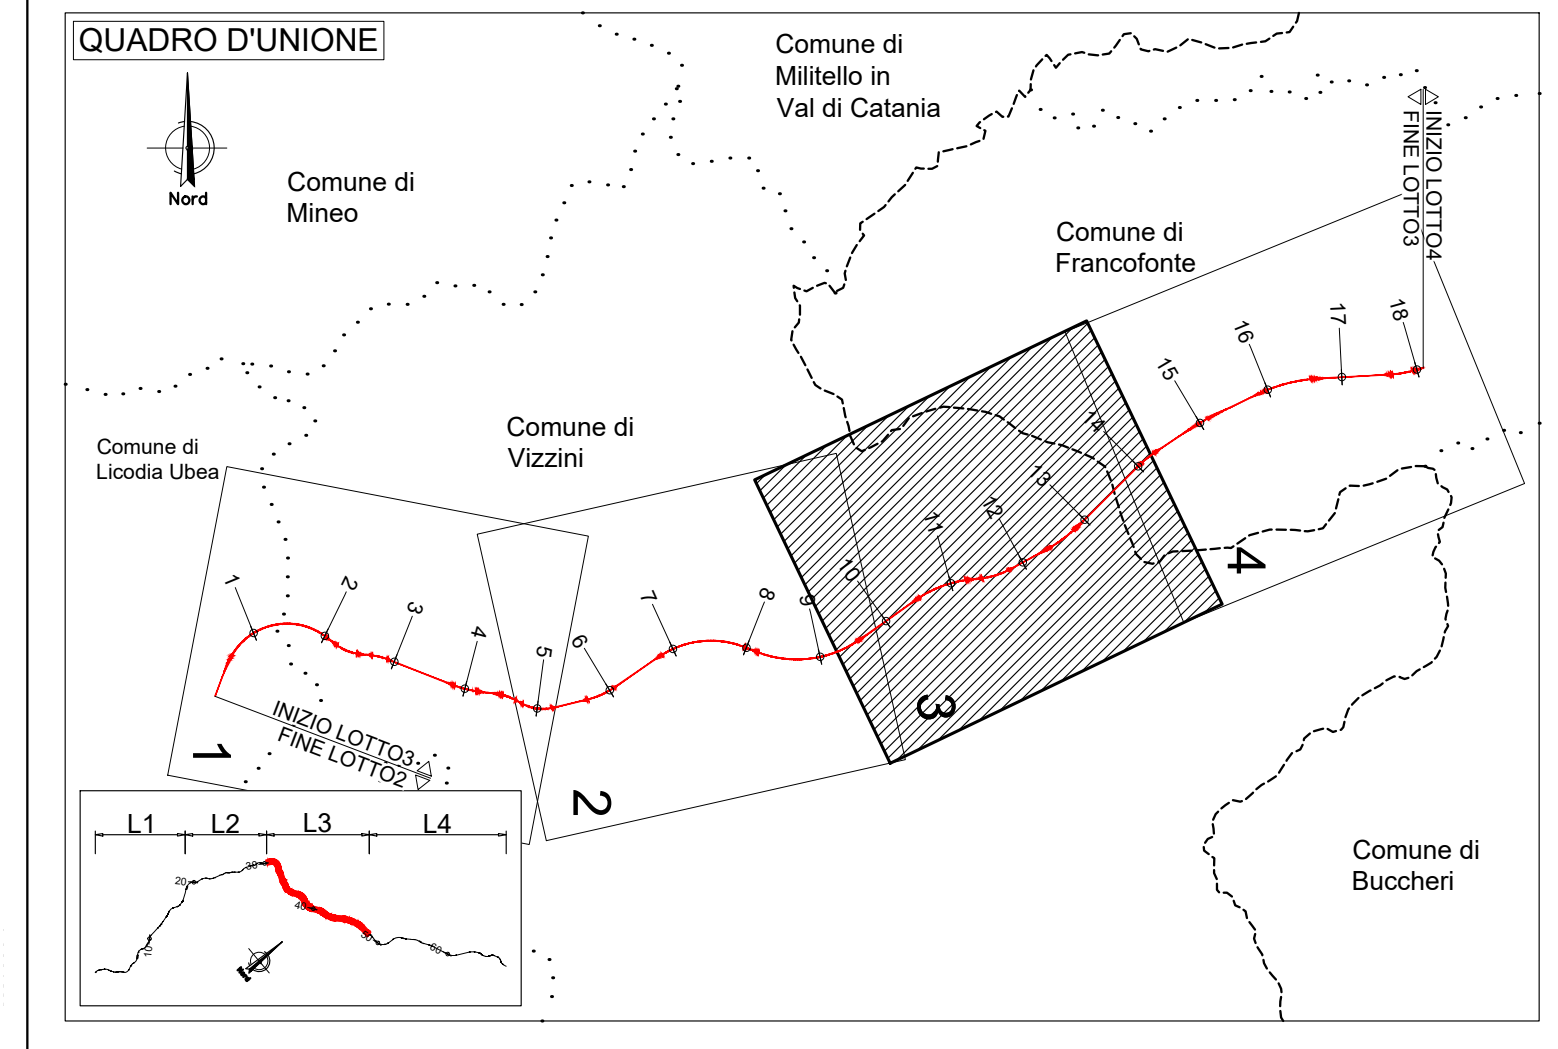 QUADRO D'UNIONE
Nord
Comune di
Mineo
Comune di
Militello in
Val di Catania
Comune di
Francofonte
INIZIO LOTTO4
FINE LOTTO3
Comune di
Licodia Ubea
Comune di
Vizzini
1
2
3
4
5
6
7
8
9
10
11
12
13
14
15
16
17
18
1
2
3
4
INIZIO LOTTO3
FINE LOTTO2
Comune di
Buccheri
L1
L2
L3
L4
10
20
30
40
50
60
Nord